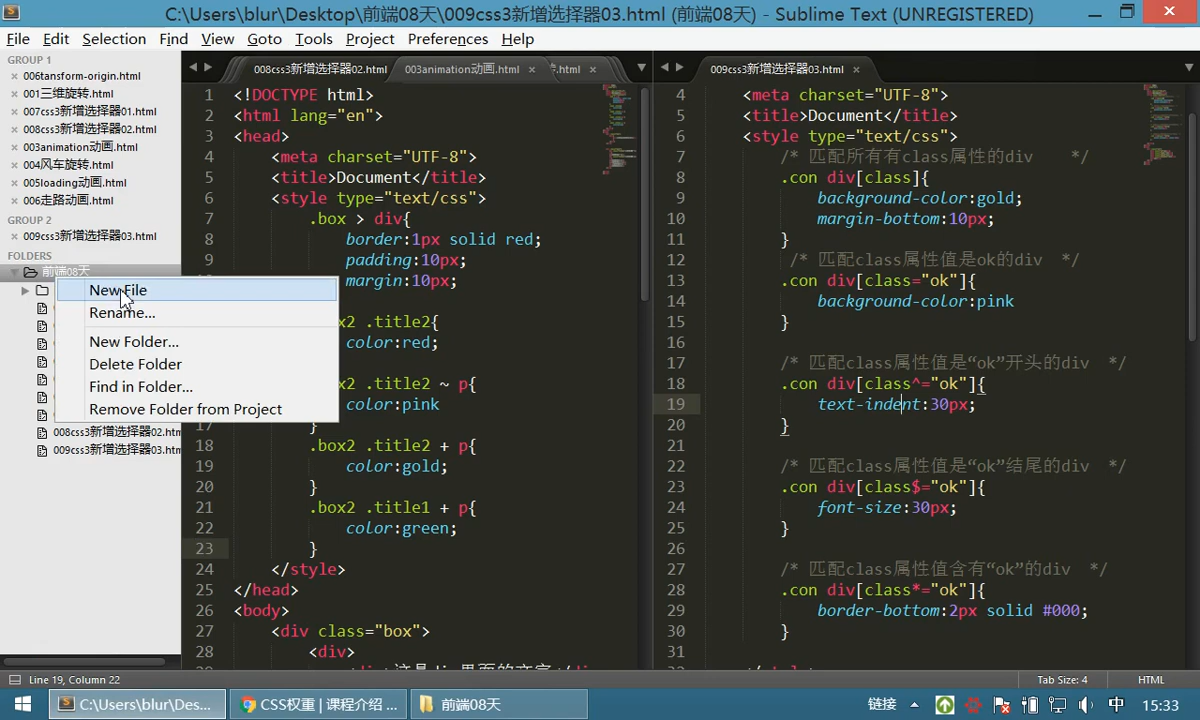 C:\Users\blur\Desktop\前端08天\009css3新增选择器03.html (前端08天) - Sublime Text (UNREGISTERED)
File Edit Selection Find View Goto Tools Project Preferences Help
GROUP 1
006tansform-origin.html
001三维旋转.html
007css3新增选择器01.html
008css3新增选择器02.html
003animation动画.html
004风车旋转.html
005loading动画.html
006走路动画.html
GROUP 2
009css3新增选择器03.html
FOLDERS
前端08天
New File
Rename...
New Folder...
Delete Folder
Find in Folder...
Remove Folder from Project
008css3新增选择器02.htm
009css3新增选择器03.htm
008css3新增选择器02.html 003animation动画.html .html
1 <!DOCTYPE html>
2 <html lang="en">
3 <head>
4 <meta charset="UTF-8">
5 <title>Document</title>
6 <style type="text/css">
7 .box > div{
8 border:1px solid red;
9 padding:10px;
10 margin:10px;
box2 .title2{
color:red;
box2 .title2 ~ p{
color:pink
17 }
18 .box2 .title2 + p{
19 color:gold;
20 }
21 .box2 .title1 + p{
22 color:green;
23 }
24 </style>
25 </head>
26 <body>
27 <div class="box">
28 <div>
29 <div>这是div里面的文字</di
009css3新增选择器03.html
4 <meta charset="UTF-8">
5 <title>Document</title>
6 <style type="text/css">
7 /* 匹配所有有class属性的div */
8 .con div[class]{
9 background-color:gold;
10 margin-bottom:10px;
11 }
12 /* 匹配class属性值是ok的div */
13 .con div[class="ok"]{
14 background-color:pink
15 }
16
17 /* 匹配class属性值是“ok”开头的div */
18 .con div[class^="ok"]{
19 text-indent:30px;
20 }
21
22 /* 匹配class属性值是“ok”结尾的div */
23 .con div[class$="ok"]{
24 font-size:30px;
25 }
26
27 /* 匹配class属性值含有“ok”的div */
28 .con div[class*="ok"]{
29 border-bottom:2px solid #000;
30 }
31
Line 19, Column 22 Tab Size: 4 HTML
C:\Users\blur\Des... CSS权重 | 课程介绍 ... 前端08天 链接 中 15:33